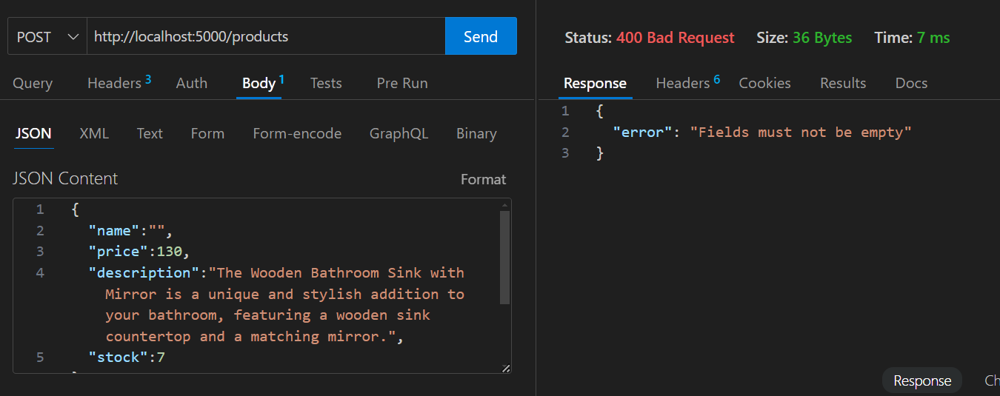 POST http://localhost:5000/products Send
Query Headers 3 Auth Body 1 Tests Pre Run
JSON XML Text Form Form-encode GraphQL Binary
JSON Content Format
1 {
2 "name":"",
3 "price":130,
4 "description":"The Wooden Bathroom Sink with
Mirror is a unique and stylish addition to
your bathroom, featuring a wooden sink
countertop and a matching mirror.",
5 "stock":7
Status: 400 Bad Request Size: 36 Bytes Time: 7 ms
Response Headers 6 Cookies Results Docs
1 {
2 "error": "Fields must not be empty"
3 }
Response Ch